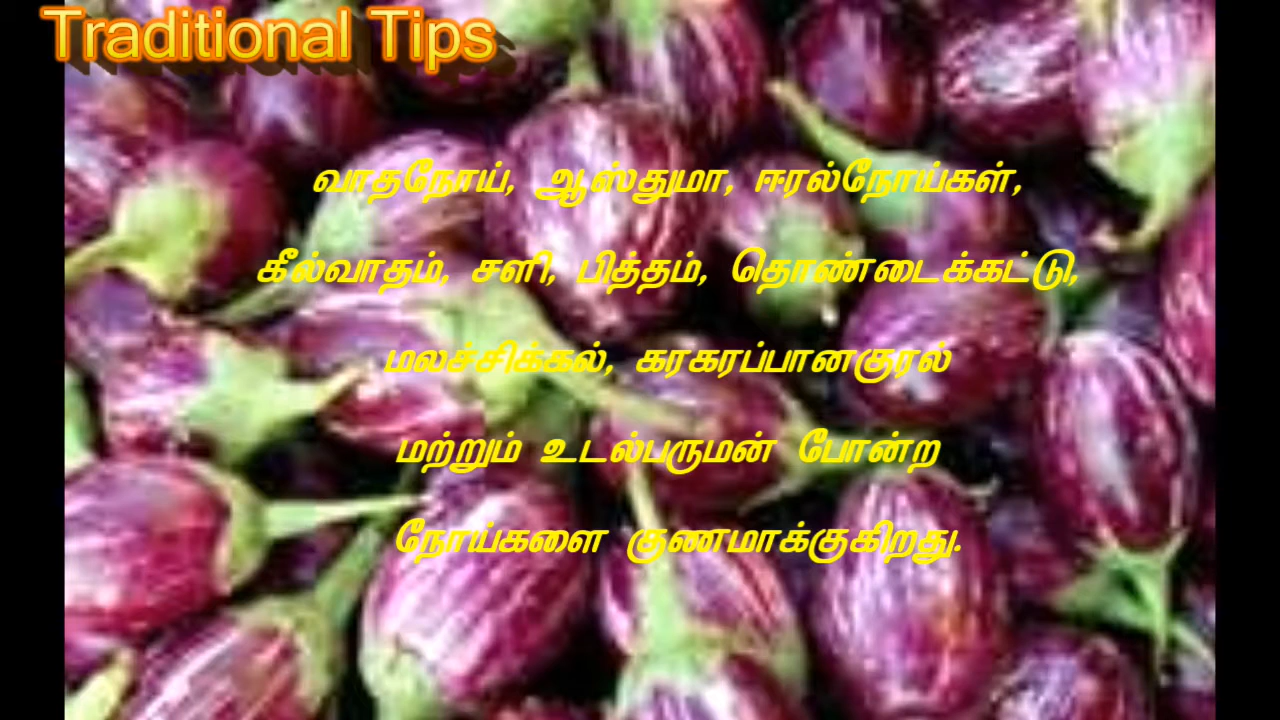 Traditional Tips
வாதநோய், ஆஸ்துமா, ஈரல்நோய்கள்,
கீல்வாதம், சளி, பித்தம், தொண்டைக்கட்டு,
மலச்சிக்கல், கரகரப்பானகுரல்
மற்றும் உடல்பருமன் போன்ற
நோய்களை குணமாக்குகிறது.